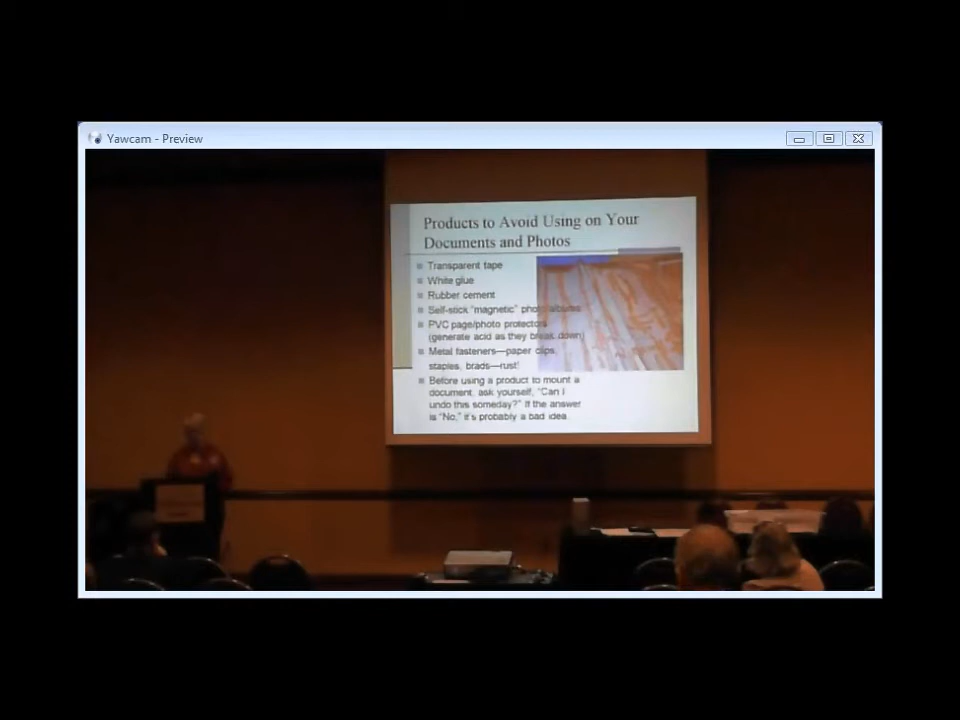 Yawcam - Preview
Products to Avoid Using on Your
Documents and Photos
Transparent tape
White glue
Rubber cement
Self-stick "magnetic" photo albums
PVC page/photo protectors
(generate acid as they break down)
Metal fasteners—paper clips,
staples, brads—rust!
Before using a product to mount a
document, ask yourself, "Can I
undo this someday?" If the answer
is "No," it's probably a bad idea.